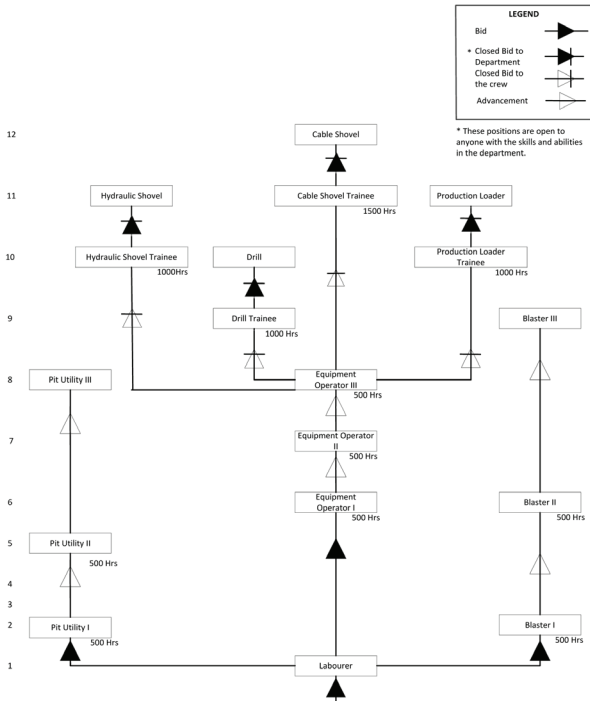 LEGEND
Bid
* Closed Bid to
Department
Closed Bid to
the crew
Advancement
* These positions are open to
anyone with the skills and abilities
in the department.
12
Cable Shovel
11
Hydraulic Shovel
Cable Shovel Trainee
Production Loader
1500 Hrs
10
Hydraulic Shovel Trainee
Drill
Production Loader
Trainee
1000Hrs
1000 Hrs
9
Drill Trainee
Blaster III
1000 Hrs
8
Pit Utility III
Equipment
Operator III
500 Hrs
7
Equipment Operator
II
500 Hrs
6
Equipment
Operator I
Blaster II
500 Hrs
500 Hrs
5
Pit Utility II
500 Hrs
4
3
2
Pit Utility I
Blaster I
500 Hrs
500 Hrs
1
Labourer